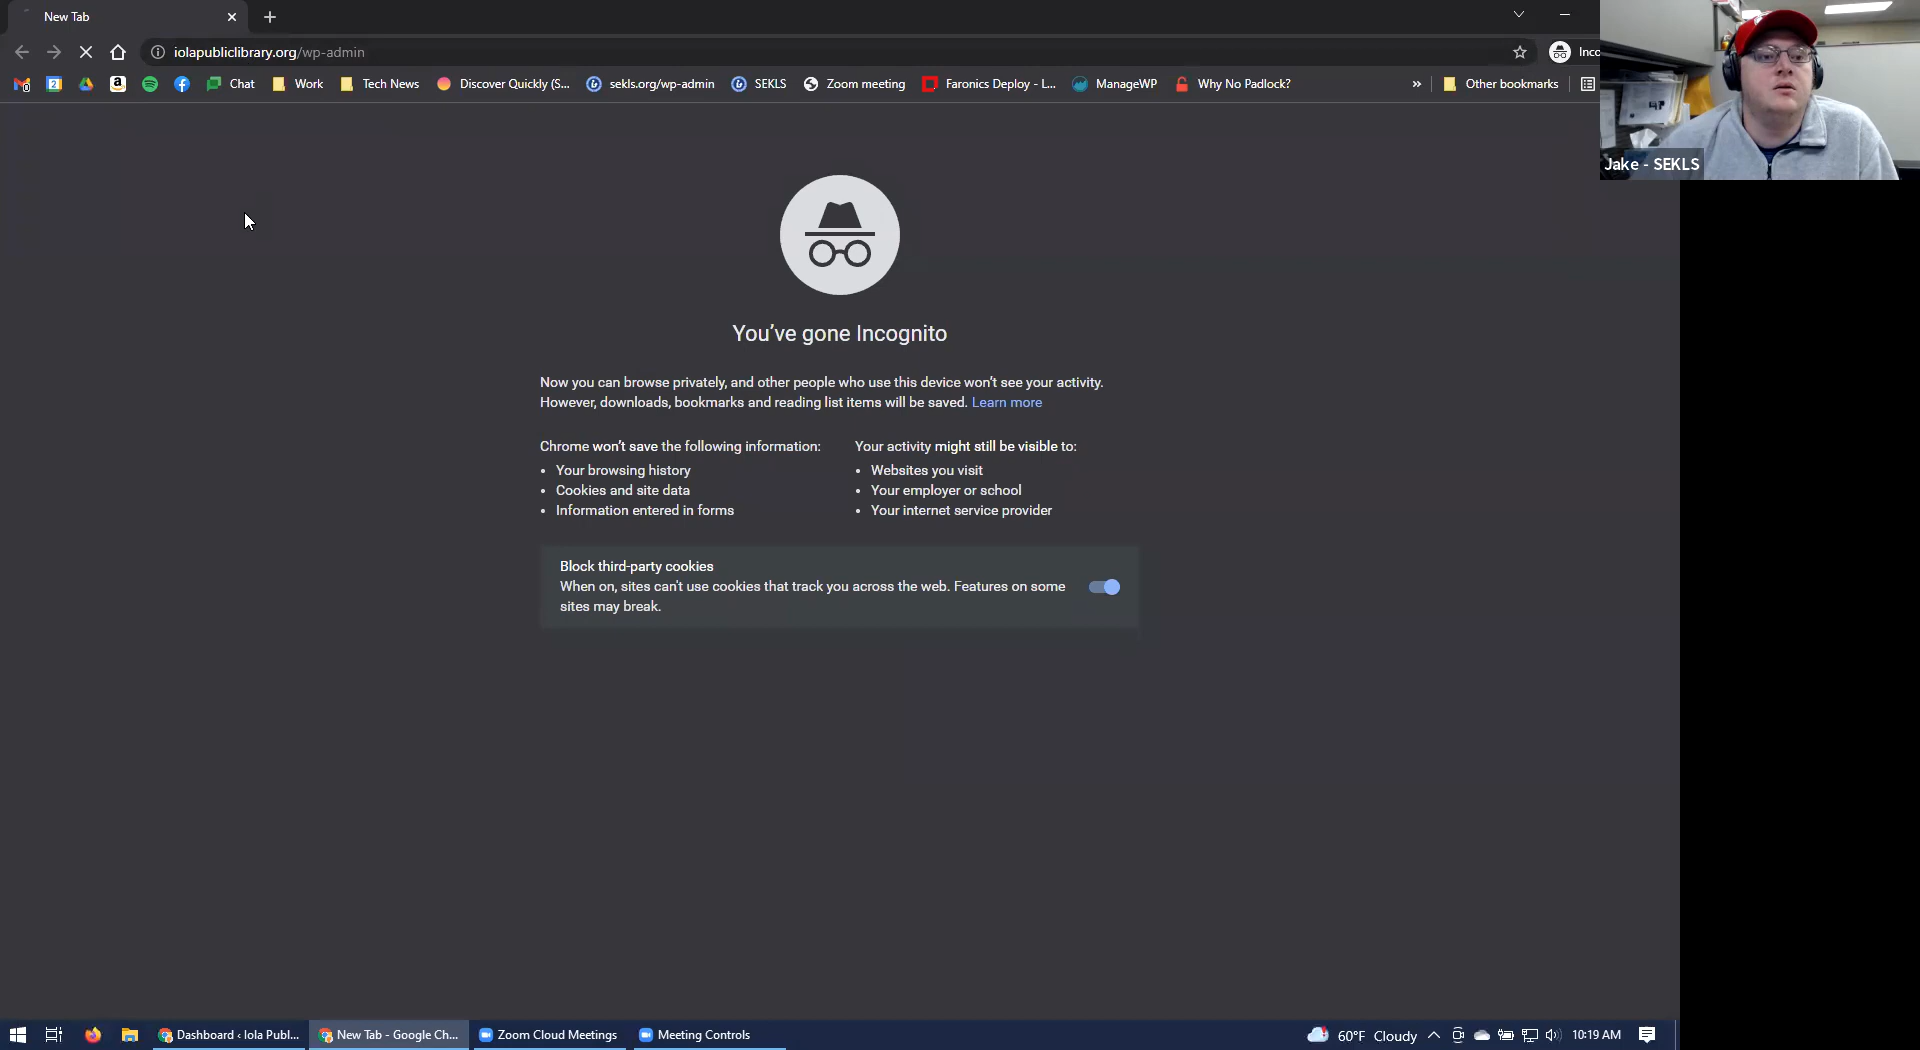 New Tab
iolapubliclibrary.org/wp-admin
Inco
Chat
Work
Tech News
Discover Quickly (S...
sekls.org/wp-admin
SEKLS
Zoom meeting
Faronics Deploy - L...
ManageWP
Why No Padlock?
»
Other bookmarks
Jake - SEKLS
You've gone Incognito
Now you can browse privately, and other people who use this device won't see your activity.
However, downloads, bookmarks and reading list items will be saved. Learn more
Chrome won't save the following information:
• Your browsing history
• Cookies and site data
• Information entered in forms
Your activity might still be visible to:
• Websites you visit
• Your employer or school
• Your internet service provider
Block third-party cookies
When on, sites can't use cookies that track you across the web. Features on some
sites may break.
Dashboard ‹ Iola Publ...
New Tab - Google Ch...
Zoom Cloud Meetings
Meeting Controls
60°F Cloudy
10:19 AM